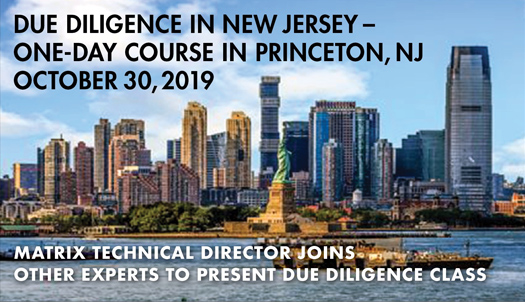 DUE DILIGENCE IN NEW JERSEY –
ONE-DAY COURSE IN PRINCETON, NJ
OCTOBER 30, 2019
MATRIX TECHNICAL DIRECTOR JOINS
OTHER EXPERTS TO PRESENT DUE DILIGENCE CLASS